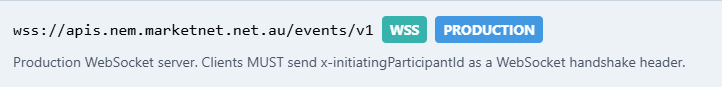 wss://apis.nem.marketnet.net.au/events/v1 WSS PRODUCTION
Production WebSocket server. Clients MUST send x-initiatingParticipantId as a WebSocket handshake header.